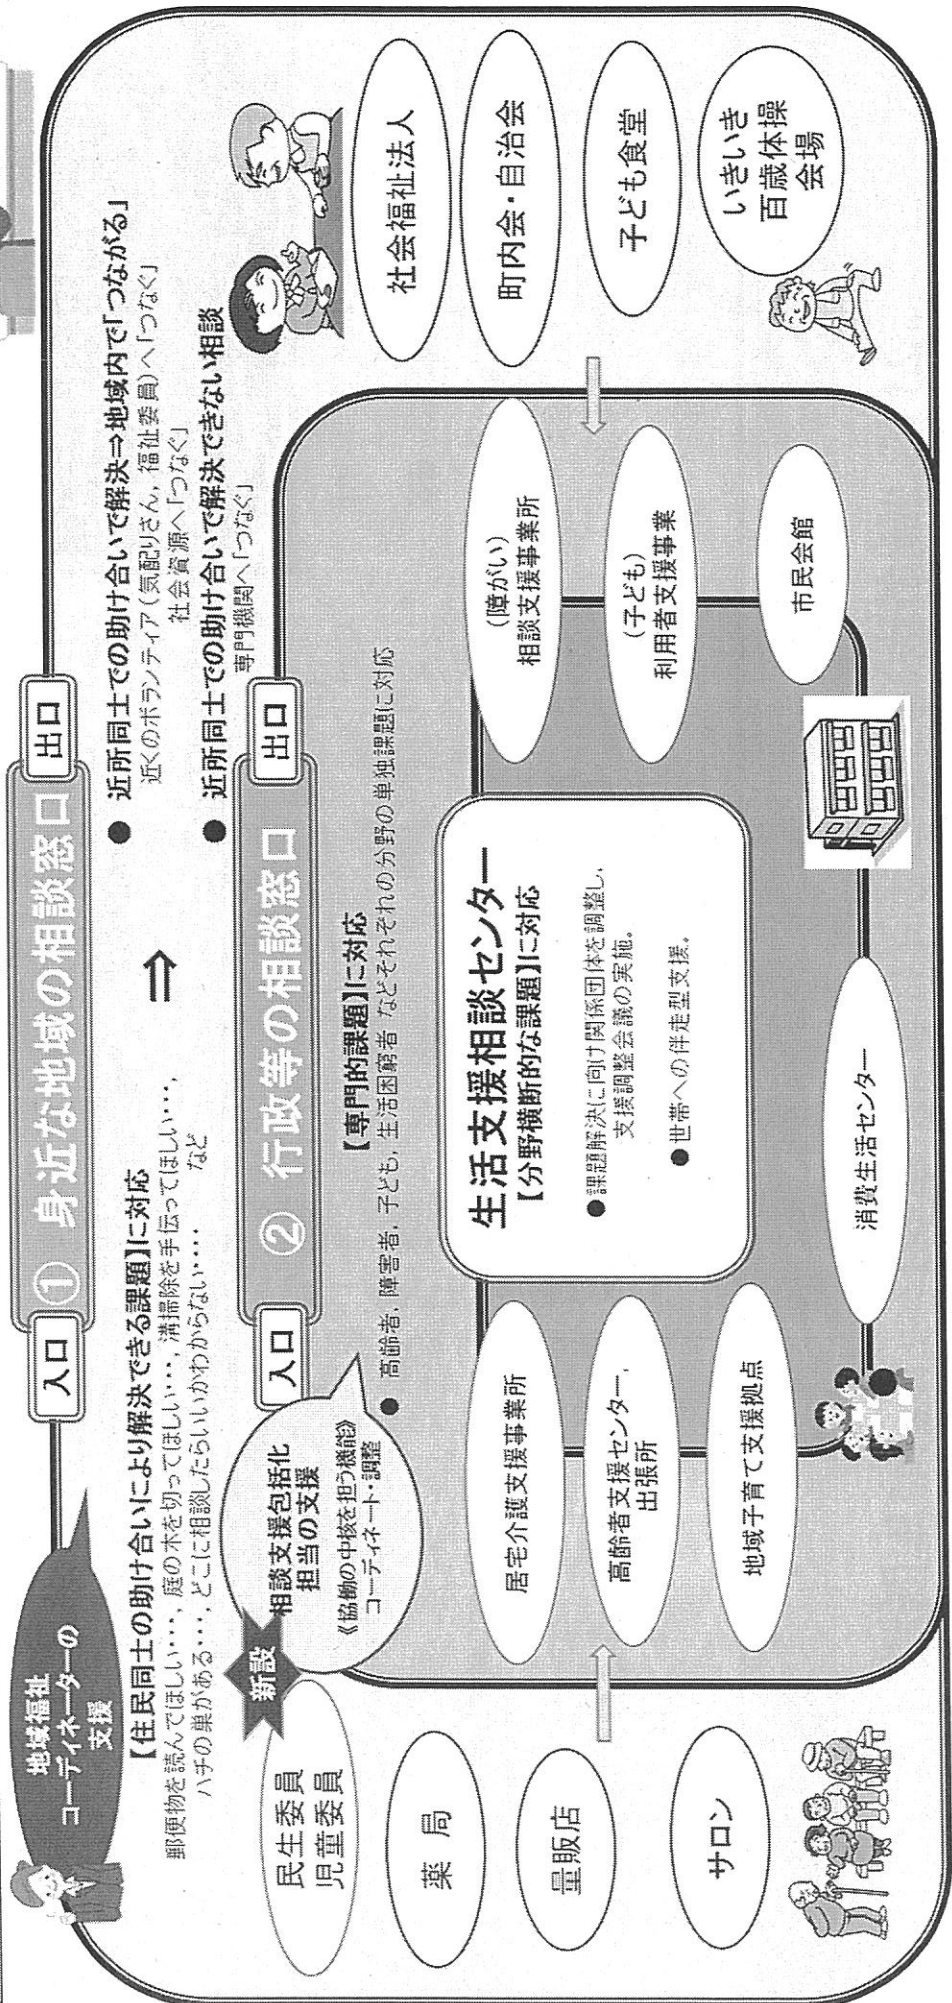 地域福祉
コーディネーターの
支援
入口
① 身近な地域の相談窓口
出口
【住民同士の助け合いにより解決できる課題】に対応
郵便物を読んでほしい・・・, 庭の木を切ってほしい・・・, 溝掃除を手伝ってほしい・・・,
ハチの巣がある・・・, どこに相談したらいいかわからない・・・・ など
⇒
● 近所同士での助け合いで解決⇒地域内で「つながる」
近くのボランティア(気配りさん, 福祉委員)へ「つなぐ」
社会資源へ「つなぐ」
● 近所同士での助け合いで解決できない相談
専門機関へ「つなぐ」
新設
相談支援包括化
担当の支援
《協働の中核を担う機能》
コーディネート・調整
入口
② 行政等の相談窓口
出口
【専門的課題】に対応
● 高齢者, 障害者, 子ども, 生活困窮者 などそれぞれの分野の単独課題に対応
民生委員
児童委員
薬 局
量販店
サロン
居宅介護支援事業所
高齢者支援センター,
出張所
地域子育て支援拠点
生活支援相談センター
【分野横断的な課題】に対応
● 課題解決に向け関係団体を調整し,
支援調整会議の実施。
● 世帯への伴走型支援。
消費生活センター
(障がい)
相談支援事業所
(子ども)
利用者支援事業
市民会館
社会福祉法人
町内会・自治会
子ども食堂
いきいき
百歳体操
会場